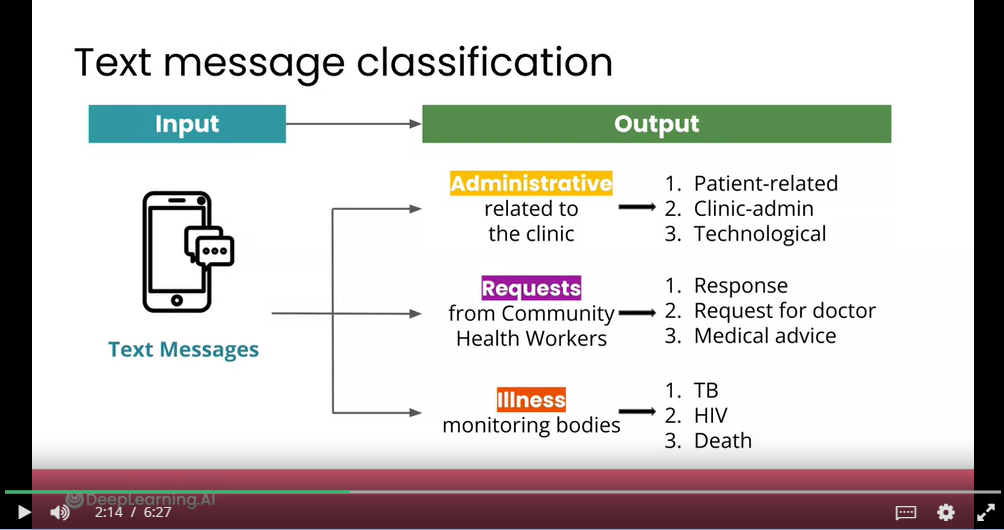 Text message classification
Input
Output
Administrative
related to
the clinic
1. Patient-related
2. Clinic-admin
3. Technological
Requests
from Community
Health Workers
1. Response
2. Request for doctor
3. Medical advice
Text Messages
Illness
monitoring bodies
1. TB
2. HIV
3. Death
DeepLearning.AI
2:14 / 6:27